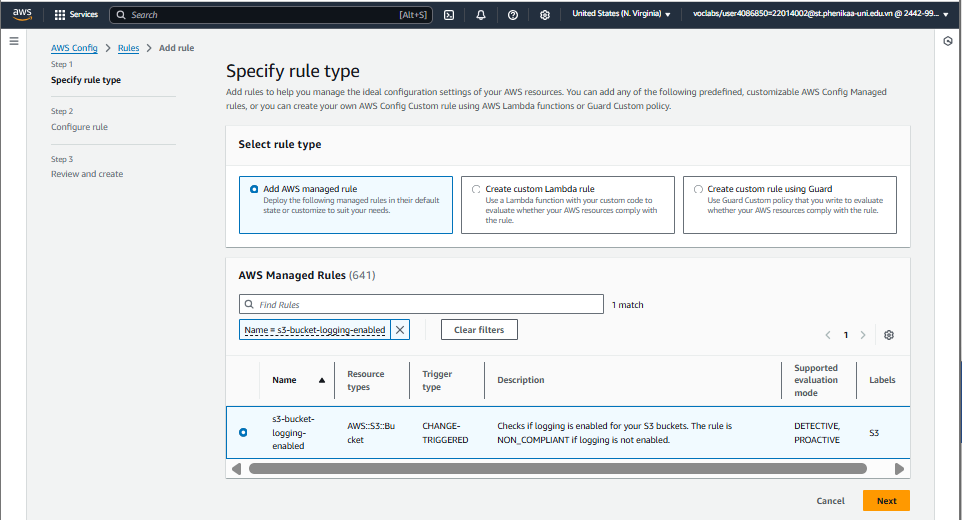 aws
Services
Search
[Alt+S]
United States (N. Virginia)
voclabs/user4086850=22014002@st.phenikaa-uni.edu.vn @ 2442-99...
AWS Config
Rules
Add rule
Step 1
Specify rule type
Step 2
Configure rule
Step 3
Review and create
Specify rule type
Add rules to help you manage the ideal configuration settings of your AWS resources. You can add any of the following predefined, customizable AWS Config Managed
rules, or you can create your own AWS Config Custom rule using AWS Lambda functions or Guard Custom policy.
Select rule type
Add AWS managed rule
Deploy the following managed rules in their default
state or customize to suit your needs.
Create custom Lambda rule
Use a Lambda function with your custom code to
evaluate whether your AWS resources comply with
the rule.
Create custom rule using Guard
Use Guard Custom policy that you write to evaluate
whether your AWS resources comply with the rule.
AWS Managed Rules (641)
Find Rules
1 match
Name = s3-bucket-logging-enabled
Clear filters
1
Name
Resource
types
Trigger
type
Description
Supported
evaluation
mode
Labels
s3-bucket-
logging-
enabled
AWS::S3::Bu
cket
CHANGE-
TRIGGERED
Checks if logging is enabled for your S3 buckets. The rule is
NON_COMPLIANT if logging is not enabled.
DETECTIVE,
PROACTIVE
S3
Cancel
Next